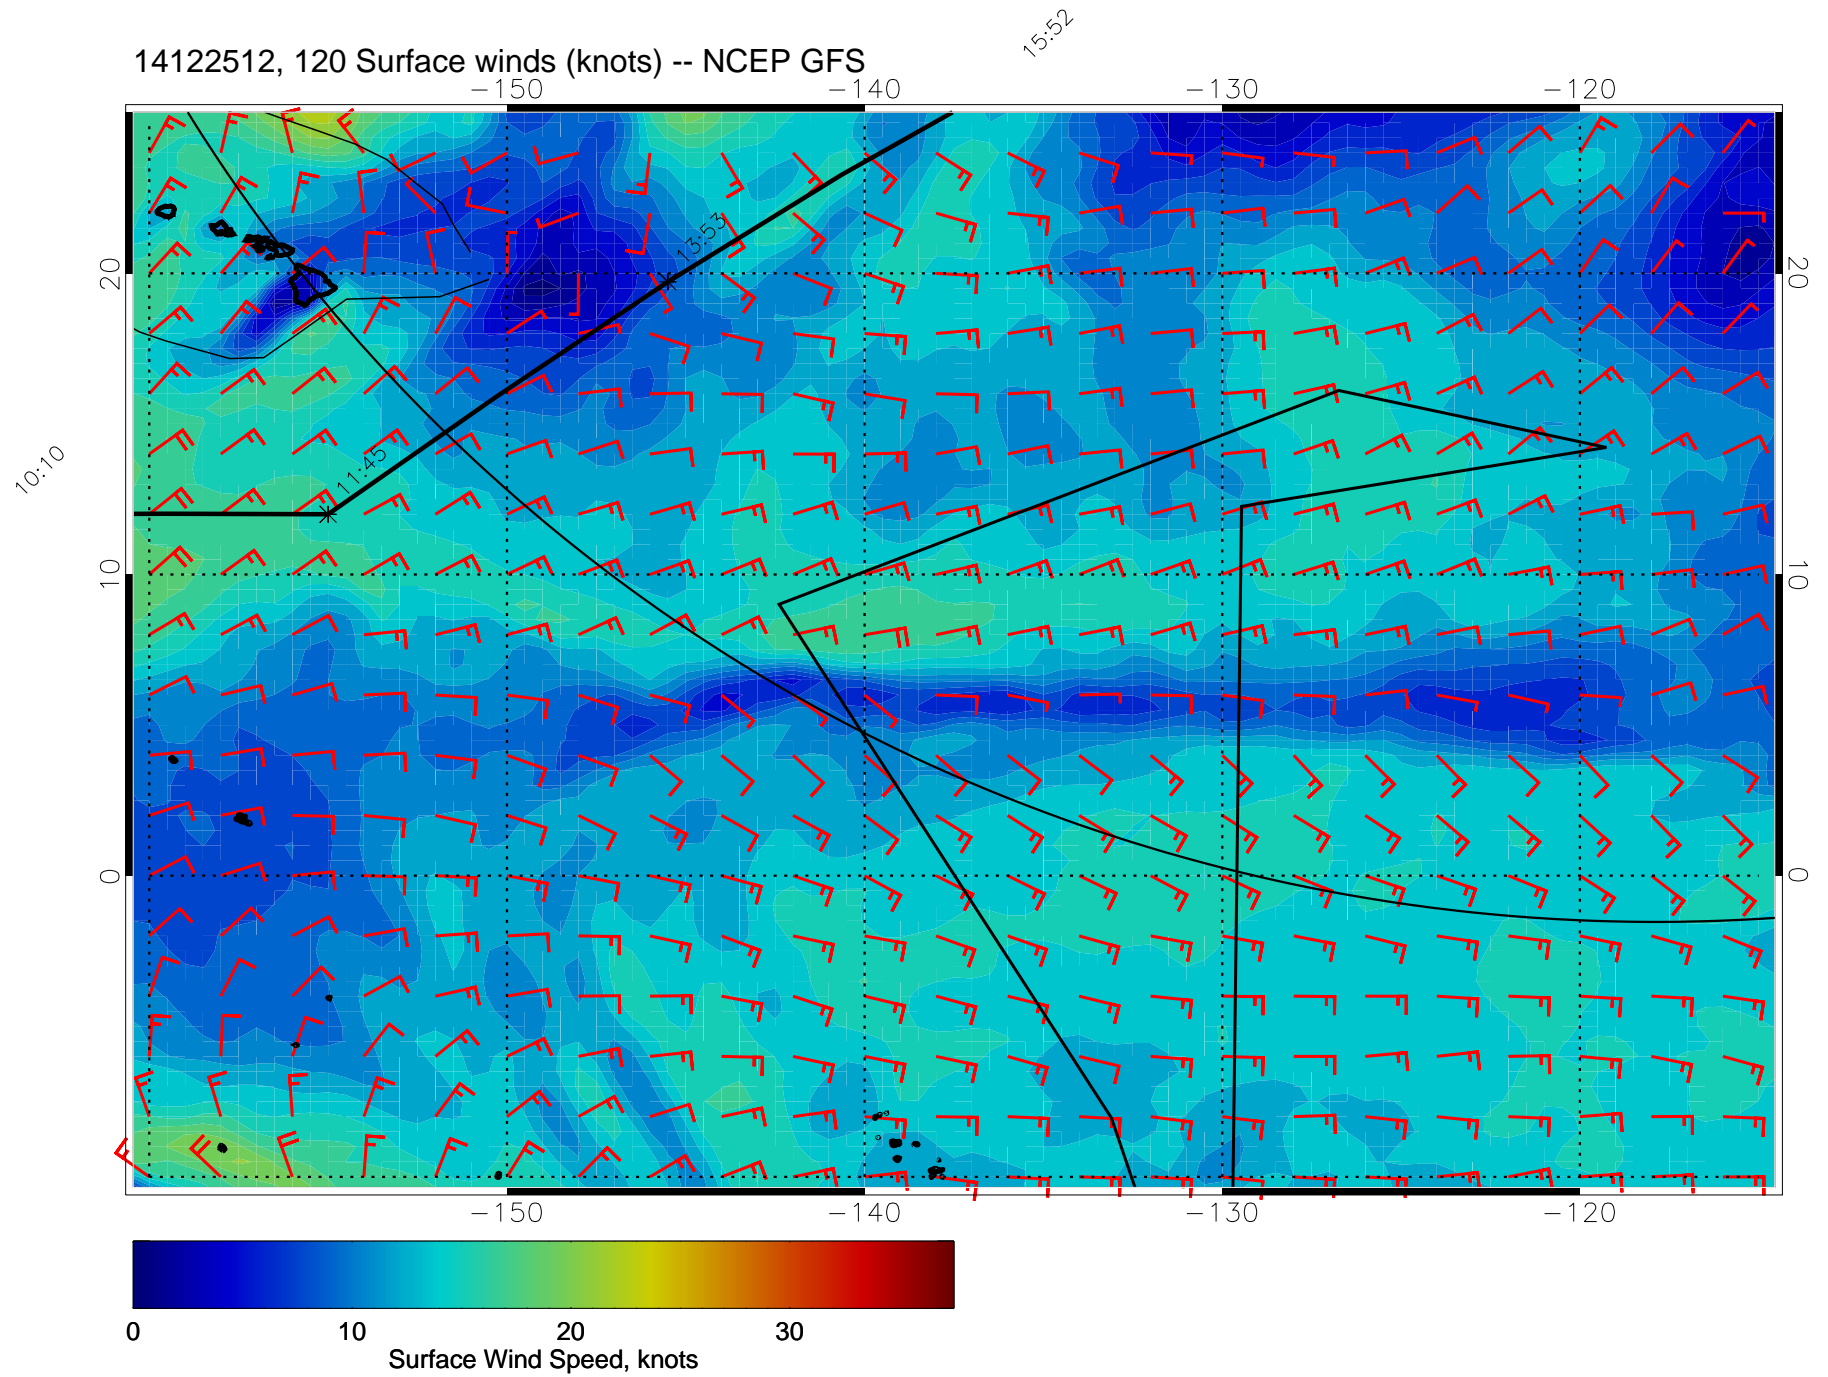 15:52
14122512, 120 Surface winds (knots) -- NCEP GFS
-150 -140 -130 -120
13:53
20 20
11:45
10:10
10 10
0 0
-150 -140 -130 -120
0 10 20 30
Surface Wind Speed, knots